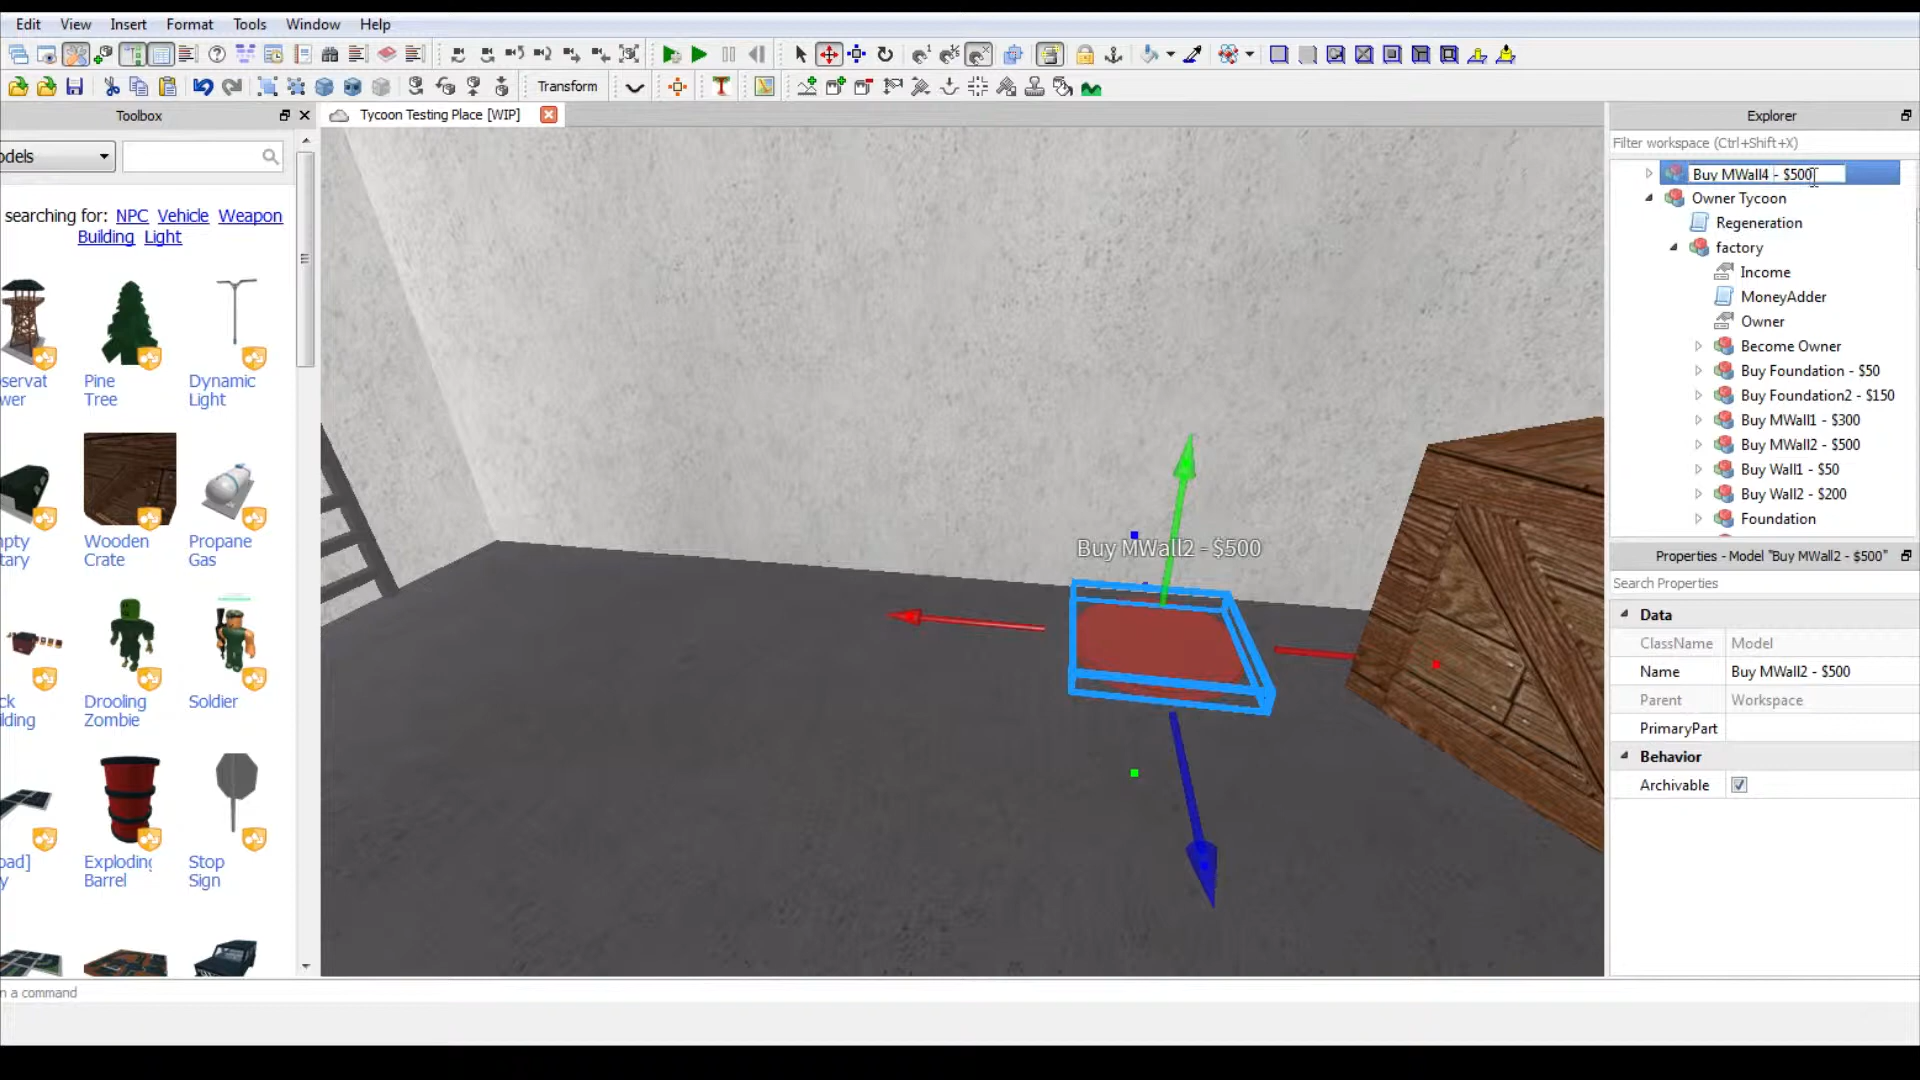 Edit View Insert Format Tools Window Help
Transform
Toolbox
Tycoon Testing Place [WIP]
Explorer
odels
Filter workspace (Ctrl+Shift+X)
searching for: NPC Vehicle Weapon
Building Light
servat
wer
Pine
Tree
Dynamic
Light
mpty
tary
Wooden
Crate
Propane
Gas
ck
ilding
Drooling
Zombie
Soldier
oad]
y
Exploding
Barrel
Stop
Sign
Buy MWall2 - $500
Buy MWall4 - $500
Owner Tycoon
Regeneration
factory
Income
MoneyAdder
Owner
Become Owner
Buy Foundation - $50
Buy Foundation2 - $150
Buy MWall1 - $300
Buy MWall2 - $500
Buy Wall1 - $50
Buy Wall2 - $200
Foundation
Properties - Model "Buy MWall2 - $500"
Search Properties
Data
ClassName Model
Name Buy MWall2 - $500
Parent Workspace
PrimaryPart
Behavior
Archivable
n a command